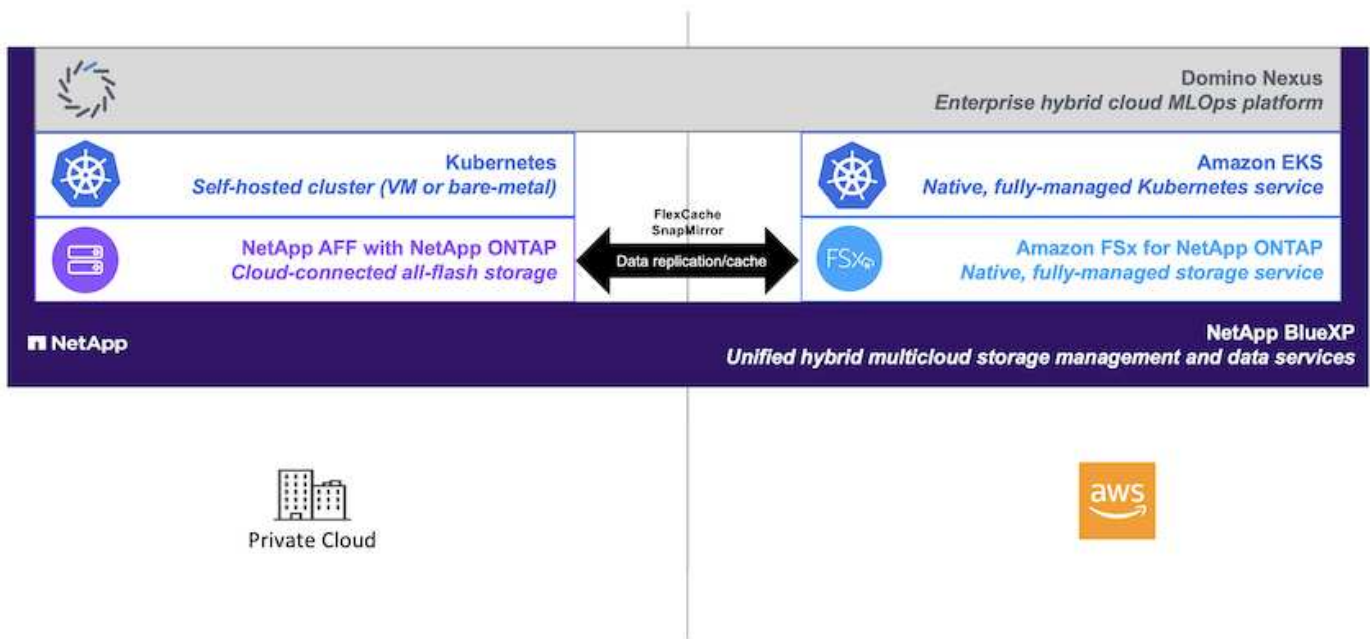 Domino Nexus
Enterprise hybrid cloud MLOps platform
Kubernetes
Self-hosted cluster (VM or bare-metal)
Amazon EKS
Native, fully-managed Kubernetes service
FlexCache
SnapMirror
Data replication/cache
NetApp AFF with NetApp ONTAP
Cloud-connected all-flash storage
FSx
Amazon FSx for NetApp ONTAP
Native, fully-managed storage service
NetApp
NetApp BlueXP
Unified hybrid multicloud storage management and data services
Private Cloud
aws